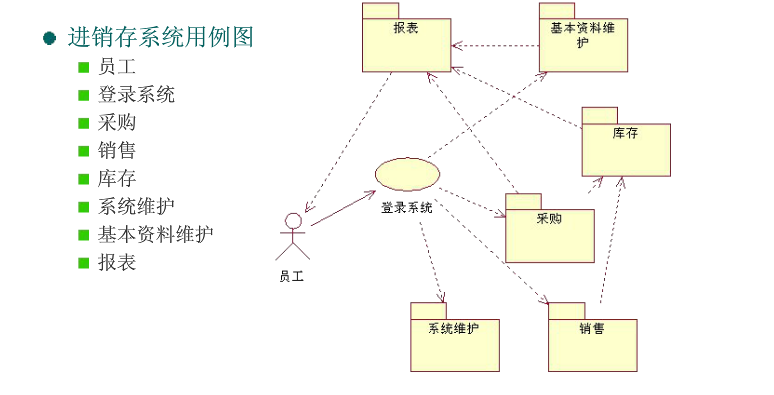 进销存系统用例图
员工
登录系统
采购
销售
库存
系统维护
基本资料维护
报表
报表
基本资料维
护
库存
登录系统
采购
员工
系统维护
销售